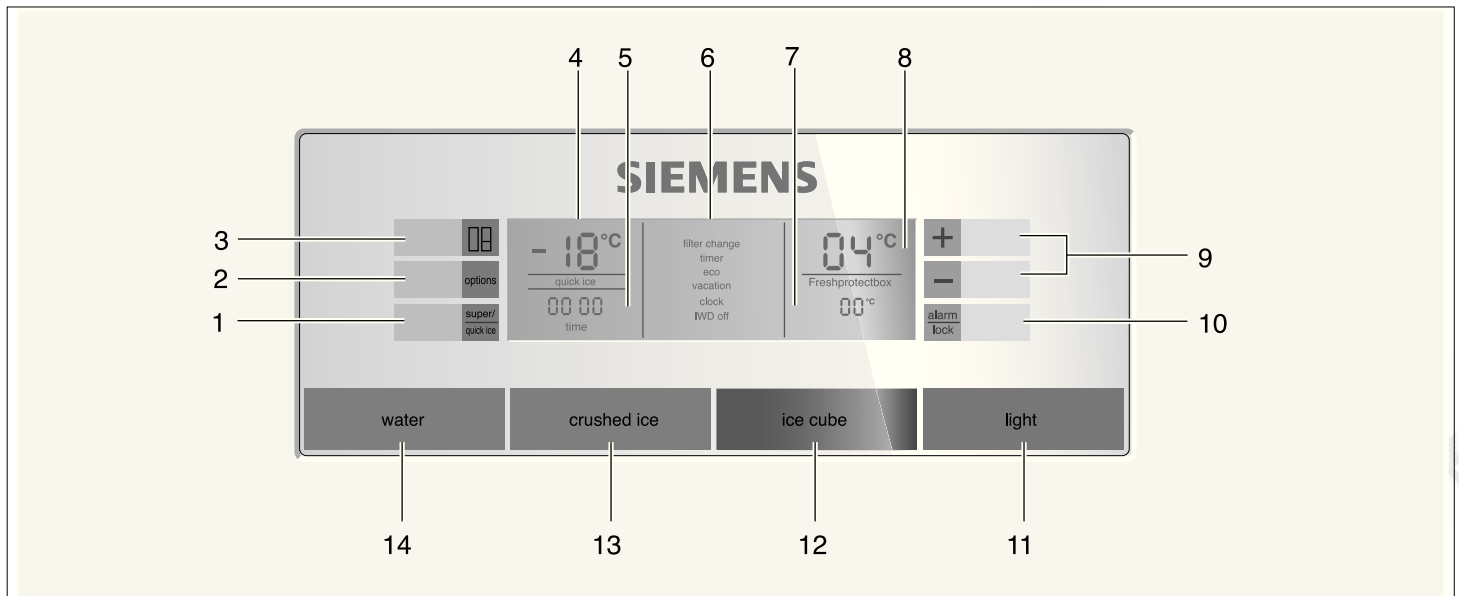 4 5 6 7 8
SIEMENS
3
-18°C
filter change
04°C
+
timer
2
options
eco
9
quick ice
vacation
Freshprotectbox
−
1
super/
quick ice
00 00
clock
00°C
alarm
lock
10
time
IWD off
water crushed ice ice cube light
14 13 12 11